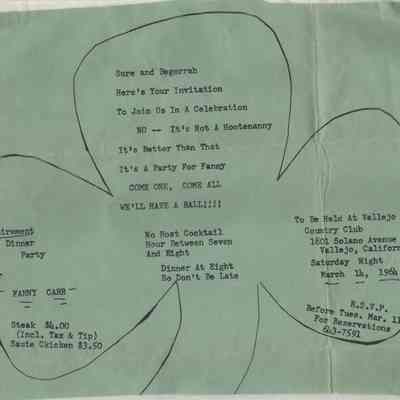 Sure and Begorrah
Here's Your Invitation
To Join Us In A Celebration
NO -- It's Not A Hootenanny
It's Better Than That
It's A Party For Fanny
COME ONE, COME ALL
WE'LL HAVE A BALL!!!!
No Host Cocktail
Hour Between Seven
And Eight
Dinner At Eight
So Don't Be Late
irement
Dinner
Party
FANNY CARR
Steak $4.00
(Incl. Tax & Tip)
Saute Chicken $3.50
To Be Held At Vallejo
Country Club
1801 Solano Avenue
Vallejo, Californ
Saturday Night
March 14, 1964
R.S.V.P.
Before Tues. Mar. 1
For Reservations
643-7591